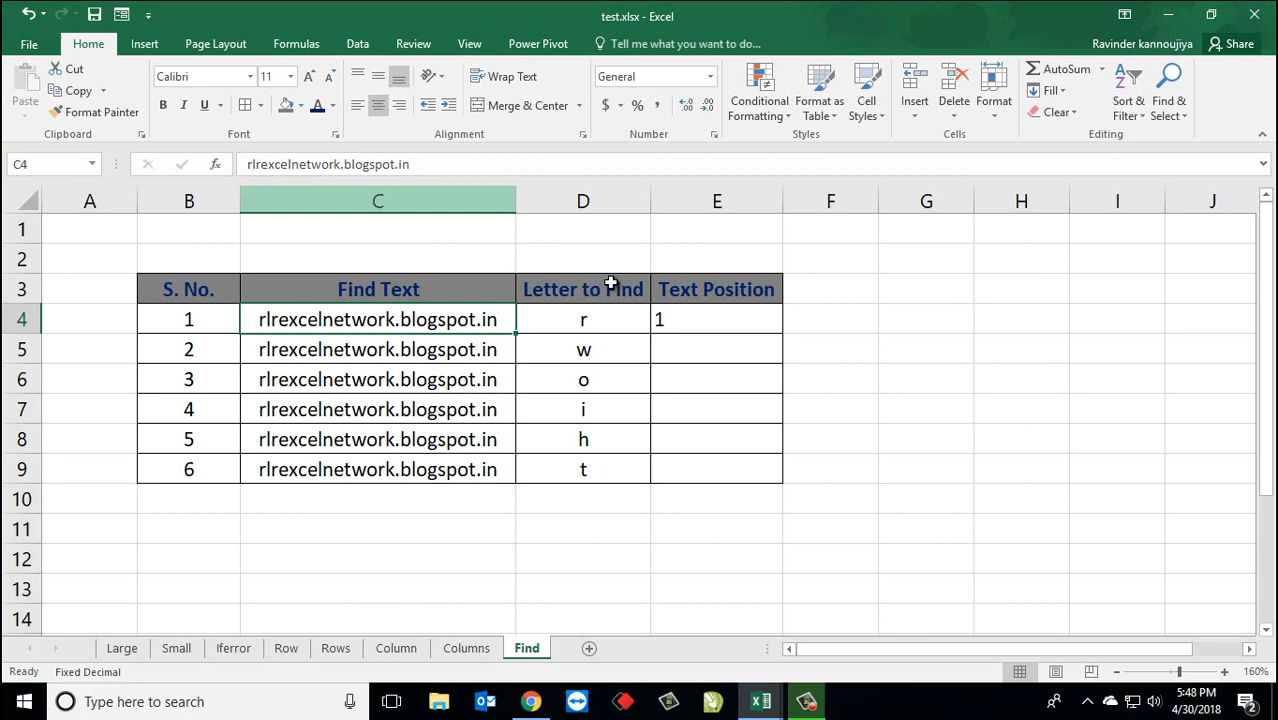 test.xlsx - Excel
File Home Insert Page Layout Formulas Data Review View Power Pivot Tell me what you want to do... Ravinder kannoujiya Share
Paste Cut Copy Format Painter Clipboard
Calibri 11 B I U A Font
Wrap Text Merge & Center Alignment
General $ % , Number
Conditional Formatting Format as Table Cell Styles Styles
Insert Delete Format Cells
AutoSum Fill Clear Sort & Filter Find & Select Editing
C4 fx rlrexcelnetwork.blogspot.in
A B C D E F G H I J
1
2
3 S. No. Find Text Letter to Find Text Position
4 1 rlrexcelnetwork.blogspot.in r 1
5 2 rlrexcelnetwork.blogspot.in w
6 3 rlrexcelnetwork.blogspot.in o
7 4 rlrexcelnetwork.blogspot.in i
8 5 rlrexcelnetwork.blogspot.in h
9 6 rlrexcelnetwork.blogspot.in t
10
11
12
13
14
Large Small Iferror Row Rows Column Columns Find
Ready Fixed Decimal 160%
Type here to search 5:48 PM
4/30/2018 2